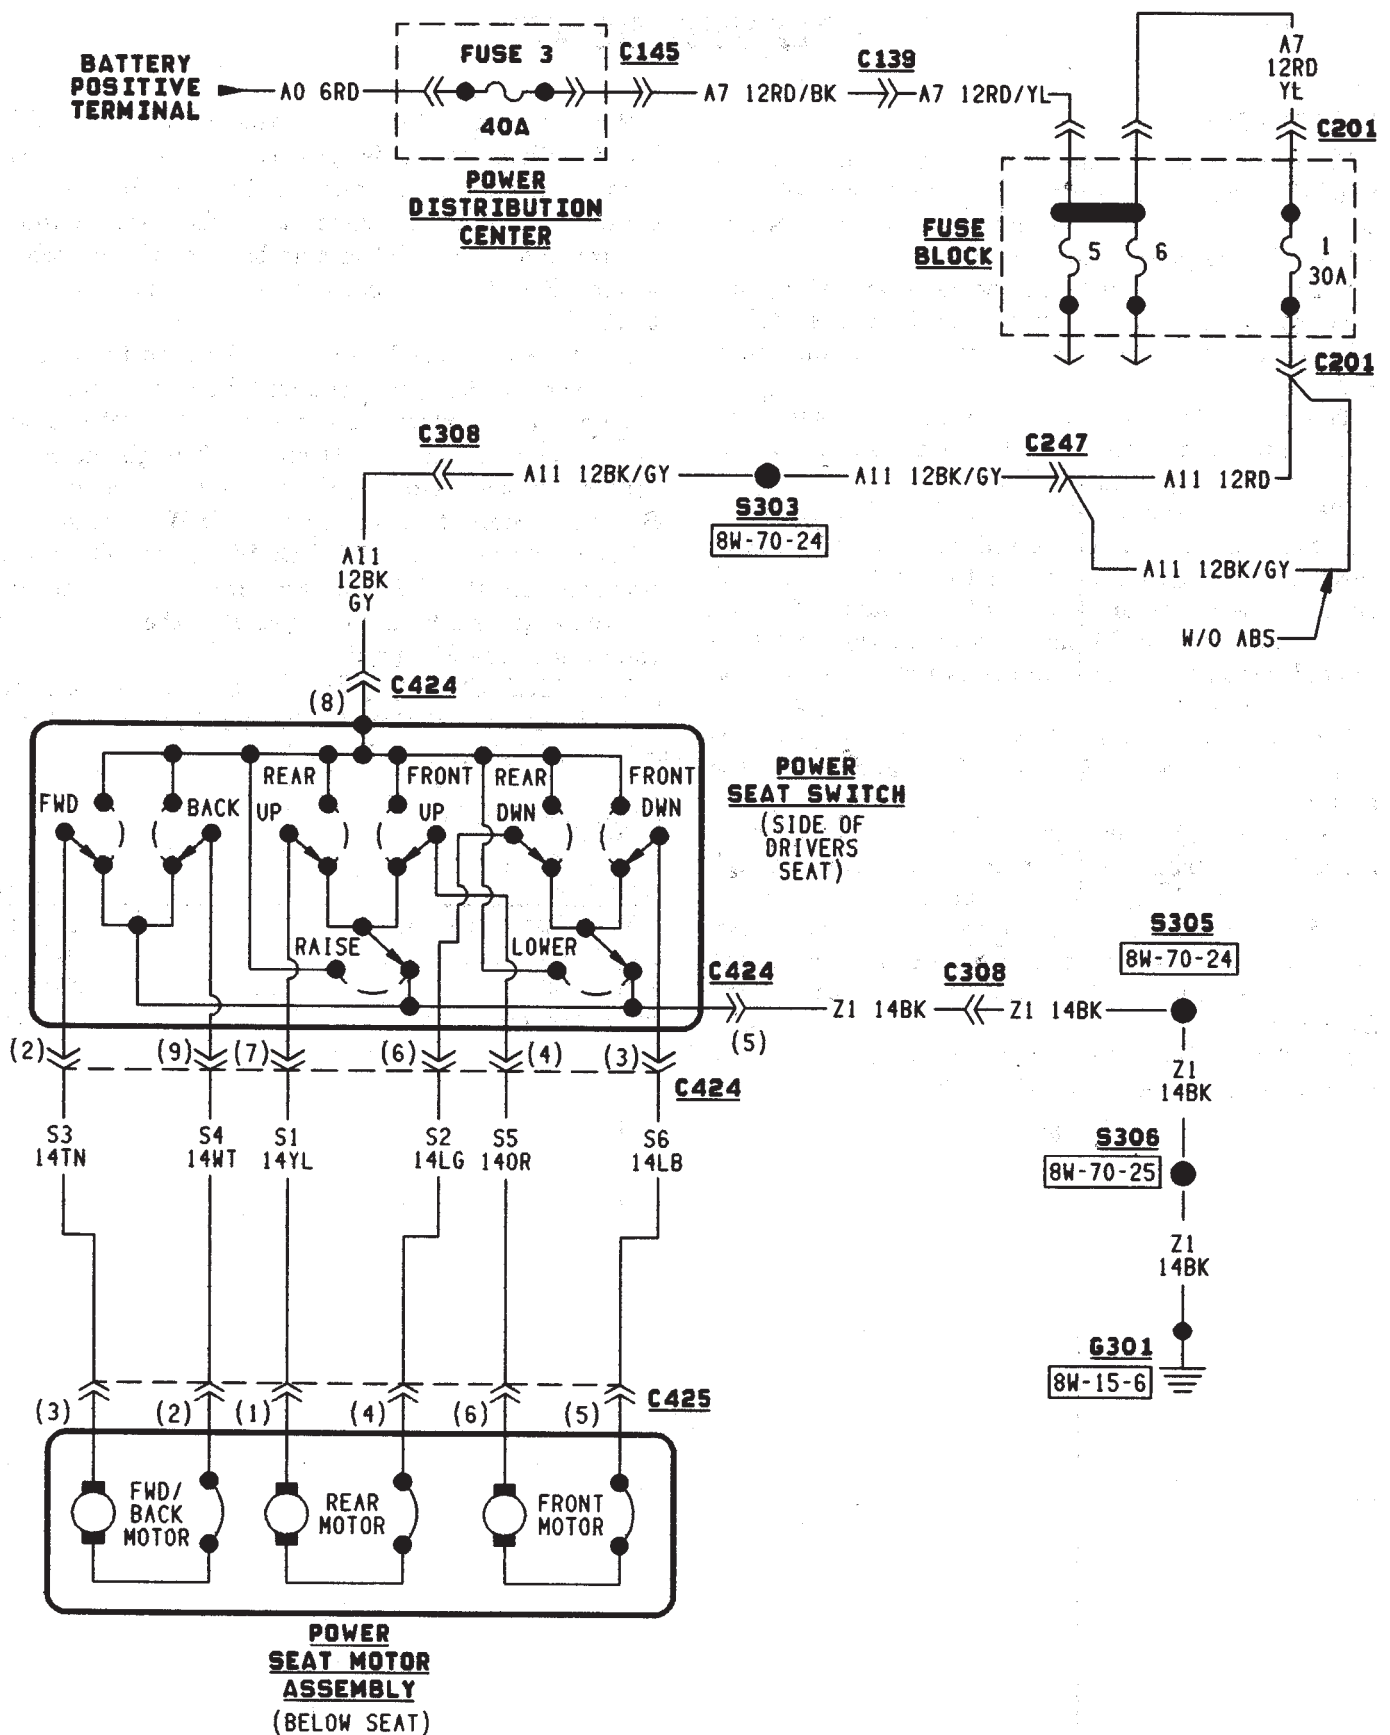 BATTERY
POSITIVE
TERMINAL
A0 6RD
FUSE 3
40A
POWER
DISTRIBUTION
CENTER
C145
A7 12RD/BK
C139
A7 12RD/YL
A7
12RD
YL
C201
FUSE
BLOCK
5
6
1
30A
C201
C308
A11 12BK/GY
S303
8W-70-24
A11 12BK/GY
C247
A11 12RD
A11 12BK/GY
W/O ABS
A11
12BK
GY
(8)
C424
REAR
FRONT
REAR
FRONT
FWD
BACK
UP
UP
DWN
DWN
RAISE
LOWER
POWER
SEAT SWITCH
(SIDE OF
DRIVERS
SEAT)
C424
(5)
Z1 14BK
C308
Z1 14BK
S305
8W-70-24
(2)
(9)
(7)
(6)
(4)
(3)
C424
S3
14TN
S4
14WT
S1
14YL
S2
14LG
S5
14OR
S6
14LB
Z1
14BK
S306
8W-70-25
Z1
14BK
G301
8W-15-6
(3)
(2)
(1)
(4)
(6)
(5)
C425
FWD/
BACK
MOTOR
REAR
MOTOR
FRONT
MOTOR
POWER
SEAT MOTOR
ASSEMBLY
(BELOW SEAT)